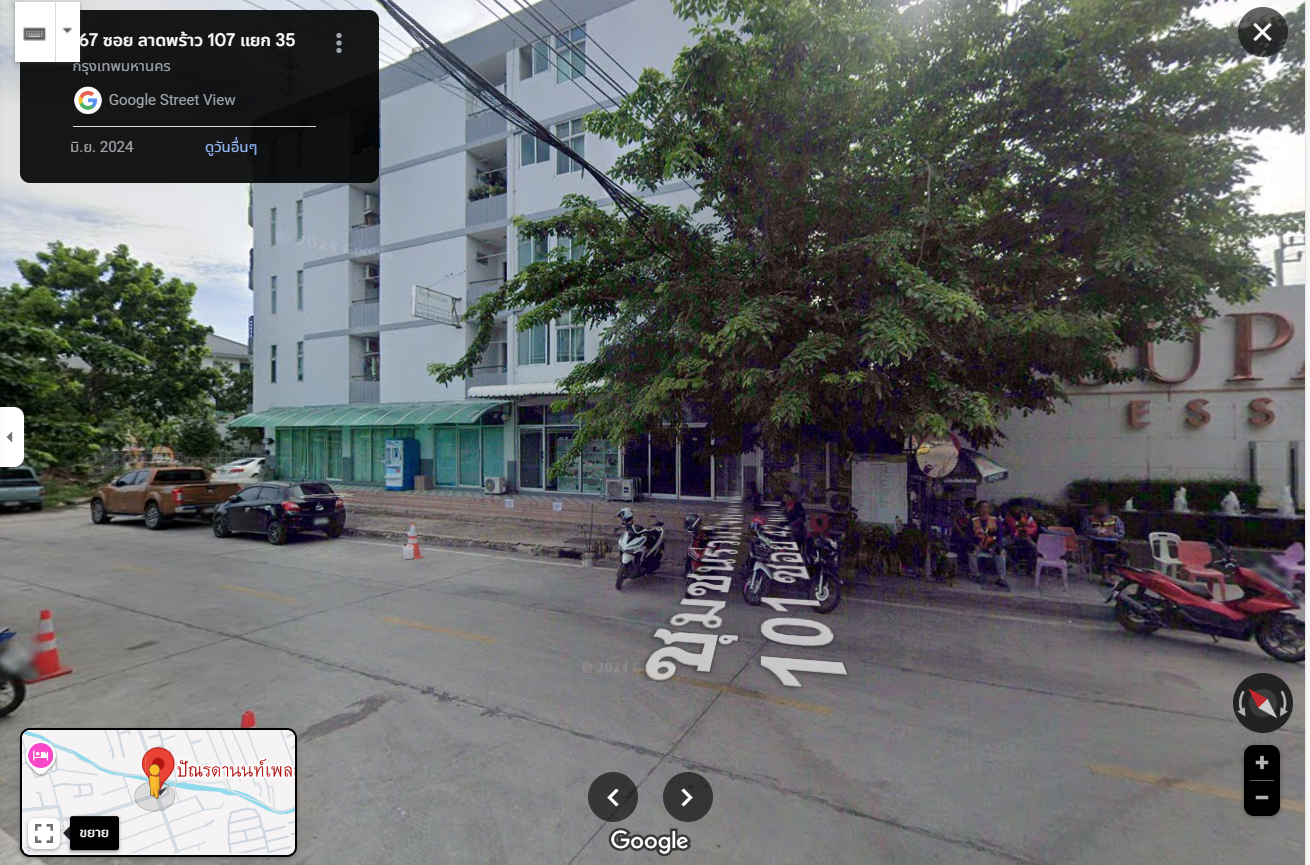 67 ซอย ลาดพร้าว 107 แยก 35
กรุงเทพมหานคร
Google Street View
มิ.ย. 2024
ดูวันอื่นๆ
SUP
ESS
101
© 2024
ปัณรดานนท์เพล
ขยาย
Google